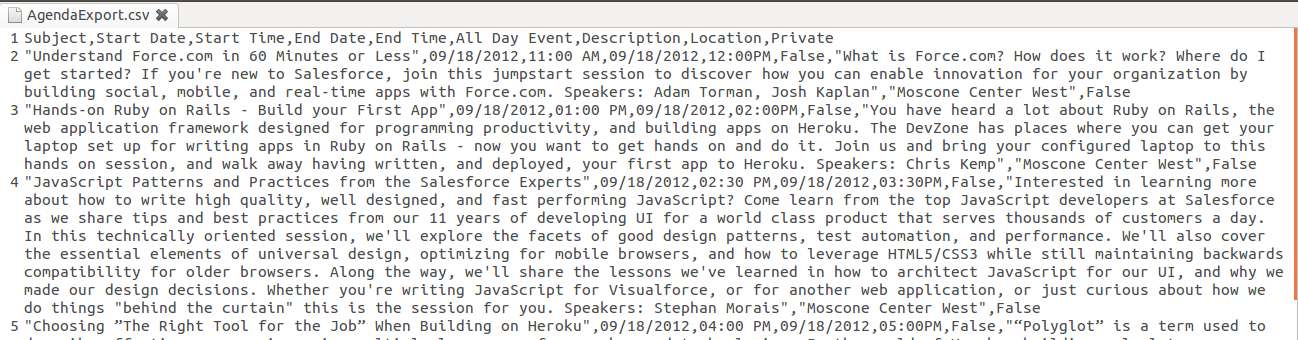 AgendaExport.csv
1 Subject,Start Date,Start Time,End Date,End Time,All Day Event,Description,Location,Private
2 "Understand Force.com in 60 Minutes or Less",09/18/2012,11:00 AM,09/18/2012,12:00PM,False,"What is Force.com? How does it work? Where do I
get started? If you're new to Salesforce, join this jumpstart session to discover how you can enable innovation for your organization by
building social, mobile, and real-time apps with Force.com. Speakers: Adam Torman, Josh Kaplan","Moscone Center West",False
3 "Hands-on Ruby on Rails - Build your First App",09/18/2012,01:00 PM,09/18/2012,02:00PM,False,"You have heard a lot about Ruby on Rails, the
web application framework designed for programming productivity, and building apps on Heroku. The DevZone has places where you can get your
laptop set up for writing apps in Ruby on Rails - now you want to get hands on and do it. Join us and bring your configured laptop to this
hands on session, and walk away having written, and deployed, your first app to Heroku. Speakers: Chris Kemp","Moscone Center West",False
4 "JavaScript Patterns and Practices from the Salesforce Experts",09/18/2012,02:30 PM,09/18/2012,03:30PM,False,"Interested in learning more
about how to write high quality, well designed, and fast performing JavaScript? Come learn from the top JavaScript developers at Salesforce
as we share tips and best practices from our 11 years of developing UI for a world class product that serves thousands of customers a day.
In this technically oriented session, we'll explore the facets of good design patterns, test automation, and performance. We'll also cover
the essential elements of universal design, optimizing for mobile browsers, and how to leverage HTML5/CSS3 while still maintaining backwards
compatibility for older browsers. Along the way, we'll share the lessons we've learned in how to architect JavaScript for our UI, and why we
made our design decisions. Whether you're writing JavaScript for Visualforce, or for another web application, or just curious about how we
do things "behind the curtain" this is the session for you. Speakers: Stephan Morais","Moscone Center West",False
5 "Choosing ”The Right Tool for the Job” When Building on Heroku",09/18/2012,04:00 PM,09/18/2012,05:00PM,False,"“Polyglot” is a term used to